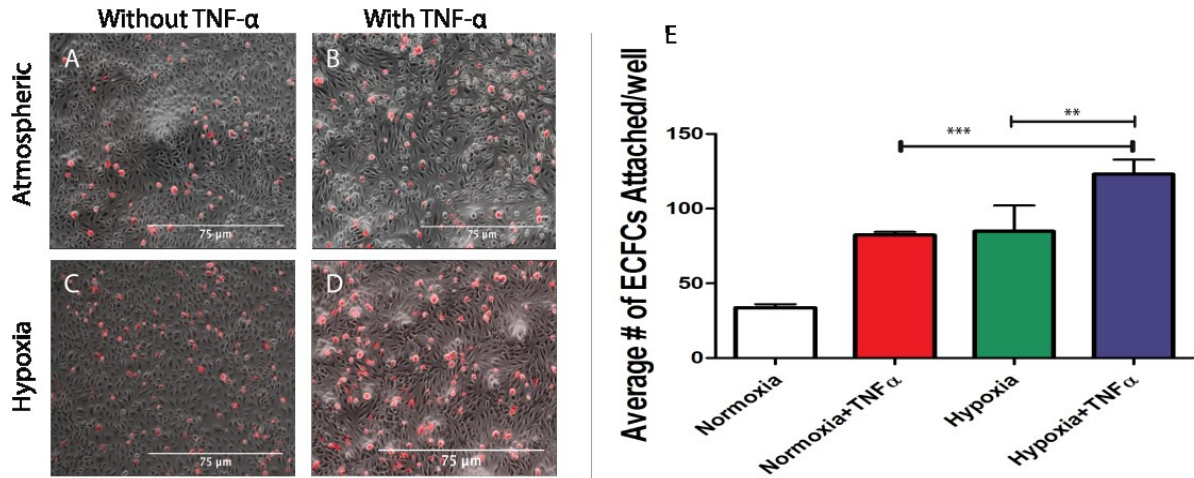 Without TNF-α With TNF-α
Atmospheric
A
75 µm
B
75 µm
Hypoxia
C
75 µm
D
75 µm
E
Average # of ECFCs Attached/well
150
100
50
0
***
**
Normoxia
Normoxia+TNFα
Hypoxia
Hypoxia+TNFα